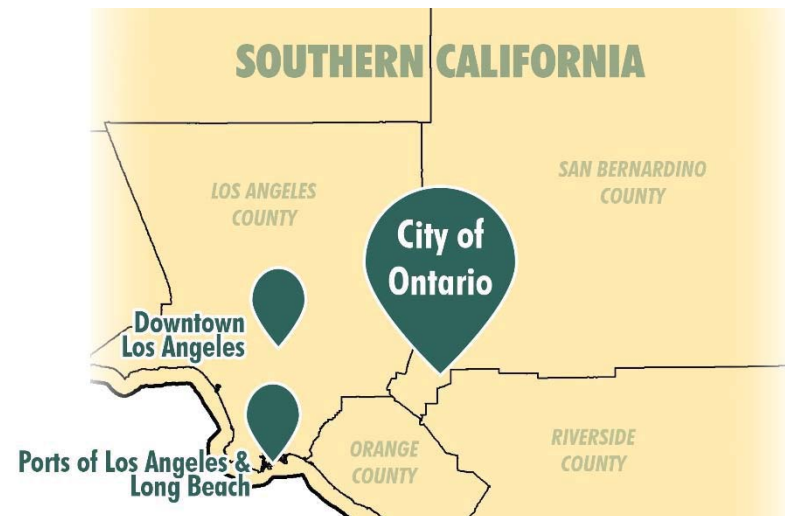 SOUTHERN CALIFORNIA
SAN BERNARDINO
COUNTY
LOS ANGELES
COUNTY
City of
Ontario
Downtown
Los Angeles
Ports of Los Angeles &
Long Beach
ORANGE
COUNTY
RIVERSIDE
COUNTY